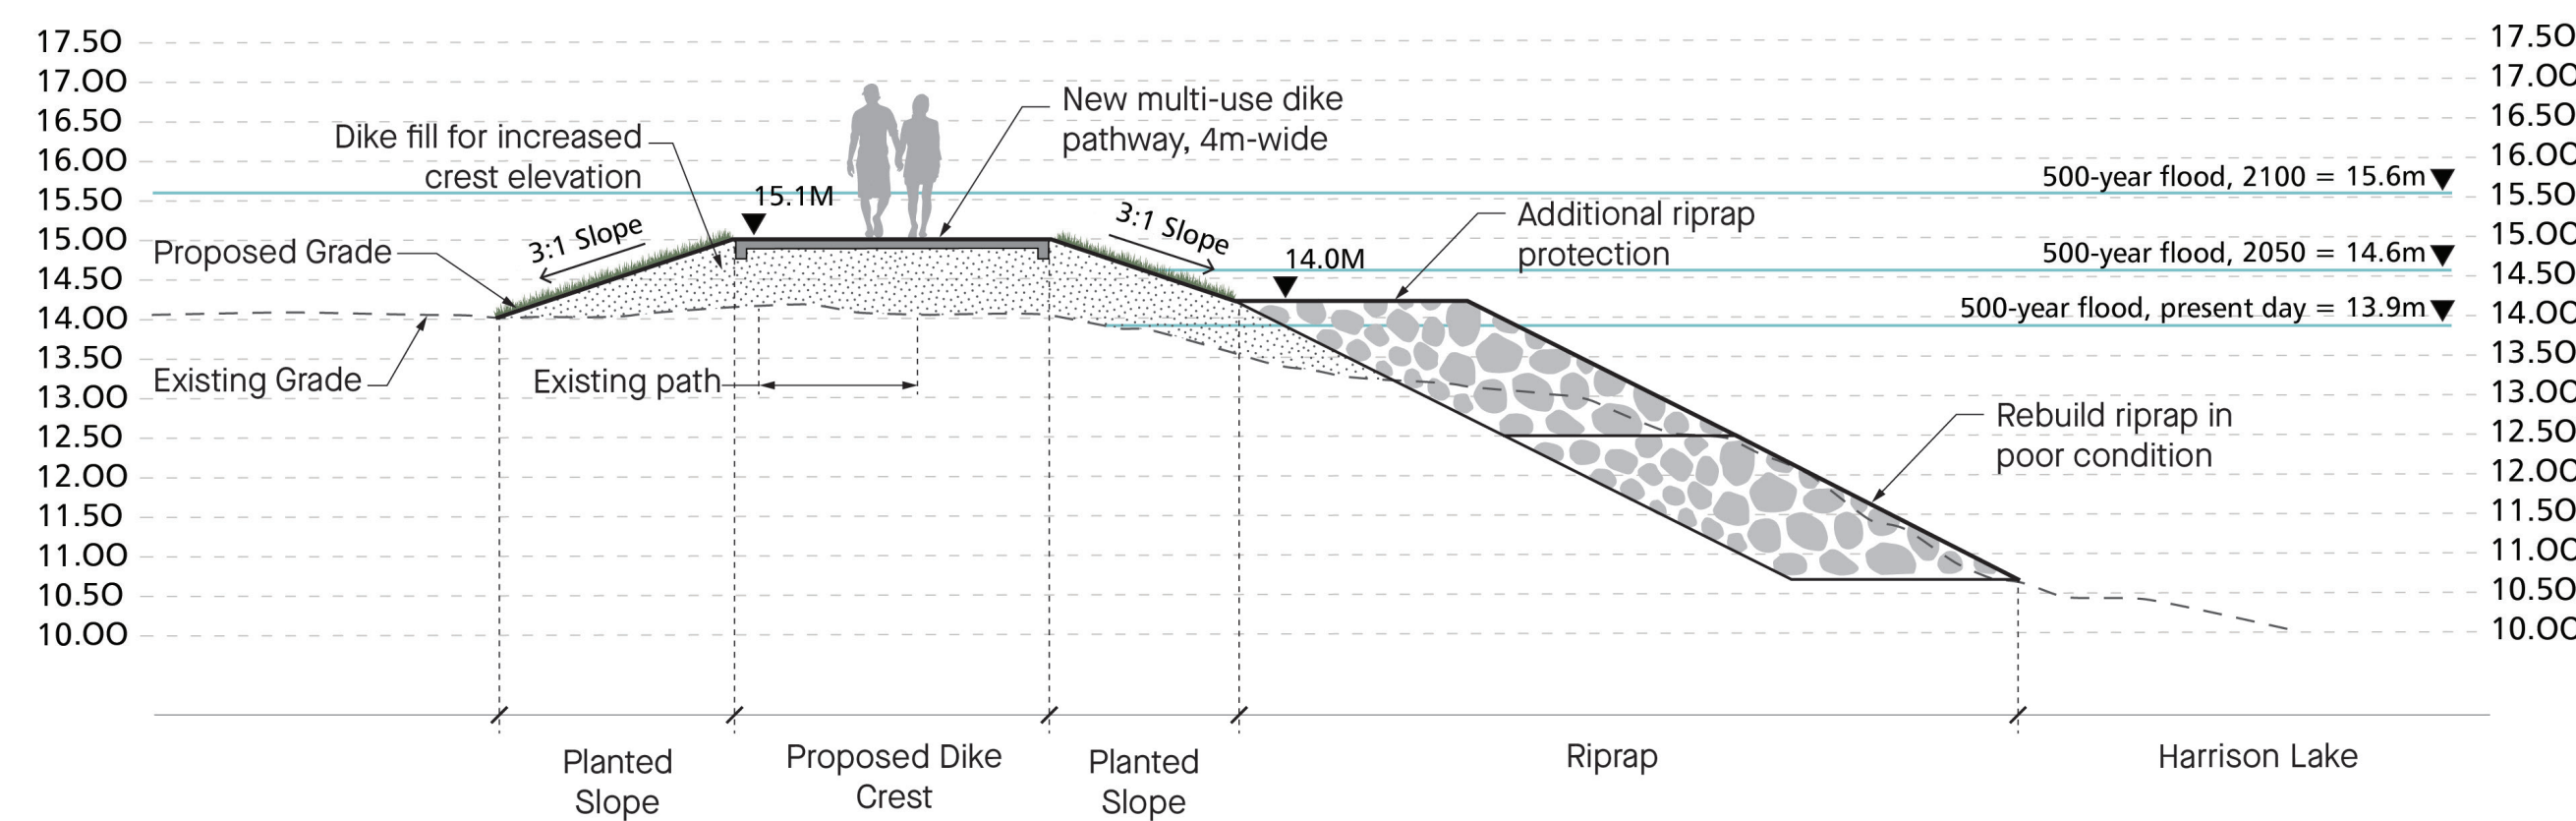 17.50
17.00
16.50
16.00
15.50
15.00
14.50
14.00
13.50
13.00
12.50
12.00
11.50
11.00
10.50
10.00
Dike fill for increased
crest elevation
15.1M
New multi-use dike
pathway, 4m-wide
3:1 Slope
Proposed Grade
Existing Grade
Existing path
3:1 Slope
14.0M
Additional riprap
protection
Rebuild riprap in
poor condition
500-year flood, 2100 = 15.6m
500-year flood, 2050 = 14.6m
500-year flood, present day = 13.9m
17.50
17.00
16.50
16.00
15.50
15.00
14.50
14.00
13.50
13.00
12.50
12.00
11.50
11.00
10.50
10.00
Planted
Slope
Proposed Dike
Crest
Planted
Slope
Riprap
Harrison Lake